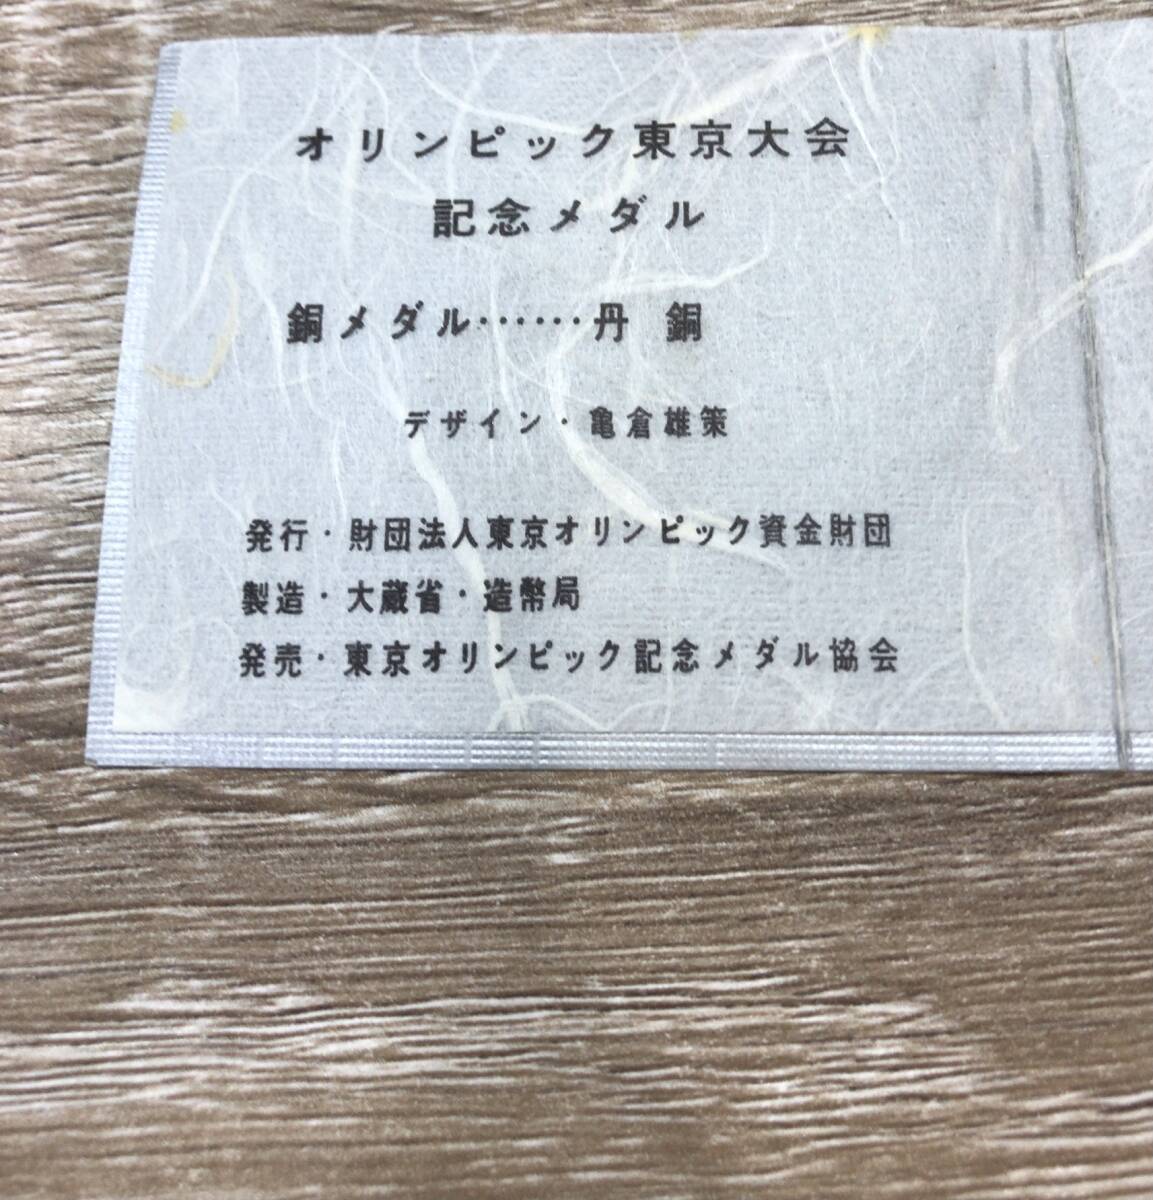 オリンピック東京大会
記念メダル
銅メダル······丹 銅
デザイン・亀倉雄策
発行・財団法人東京オリンピック資金財団
製造・大蔵省・造幣局
発売・東京オリンピック記念メダル協会